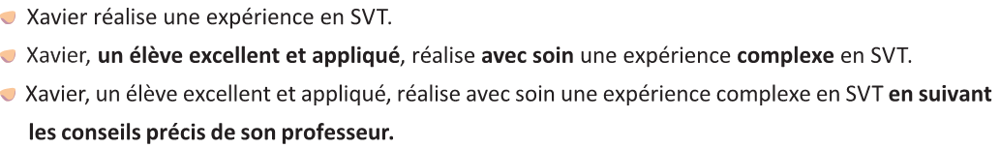 Xavier réalise une expérience en SVT.
Xavier, un élève excellent et appliqué, réalise avec soin une expérience complexe en SVT.
Xavier, un élève excellent et appliqué, réalise avec soin une expérience complexe en SVT en suivant
les conseils précis de son professeur.